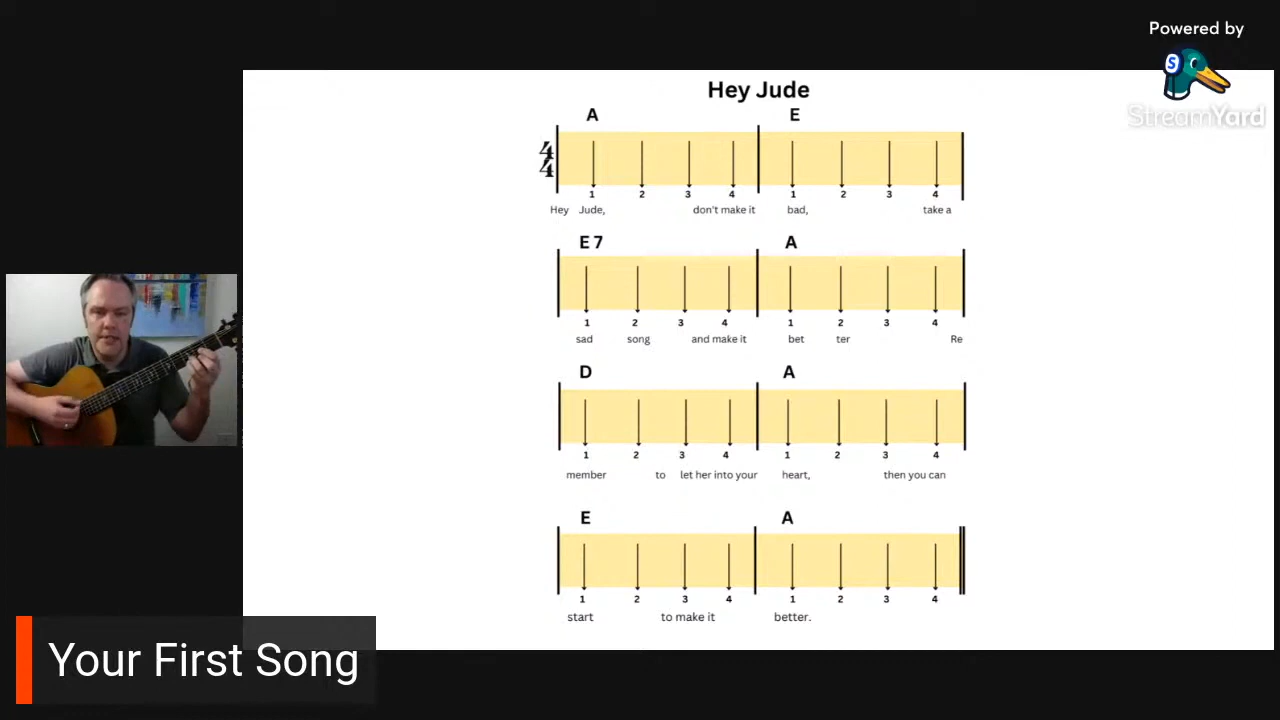 Powered by
S
StreamYard
Hey Jude
A E
4
4
1 2 3 4 1 2 3 4
Hey Jude, don't make it bad, take a
E 7 A
1 2 3 4 1 2 3 4
sad song and make it bet ter Re
D A
1 2 3 4 1 2 3 4
member to let her into your heart, then you can
E A
1 2 3 4 1 2 3 4
start to make it better.
Your First Song